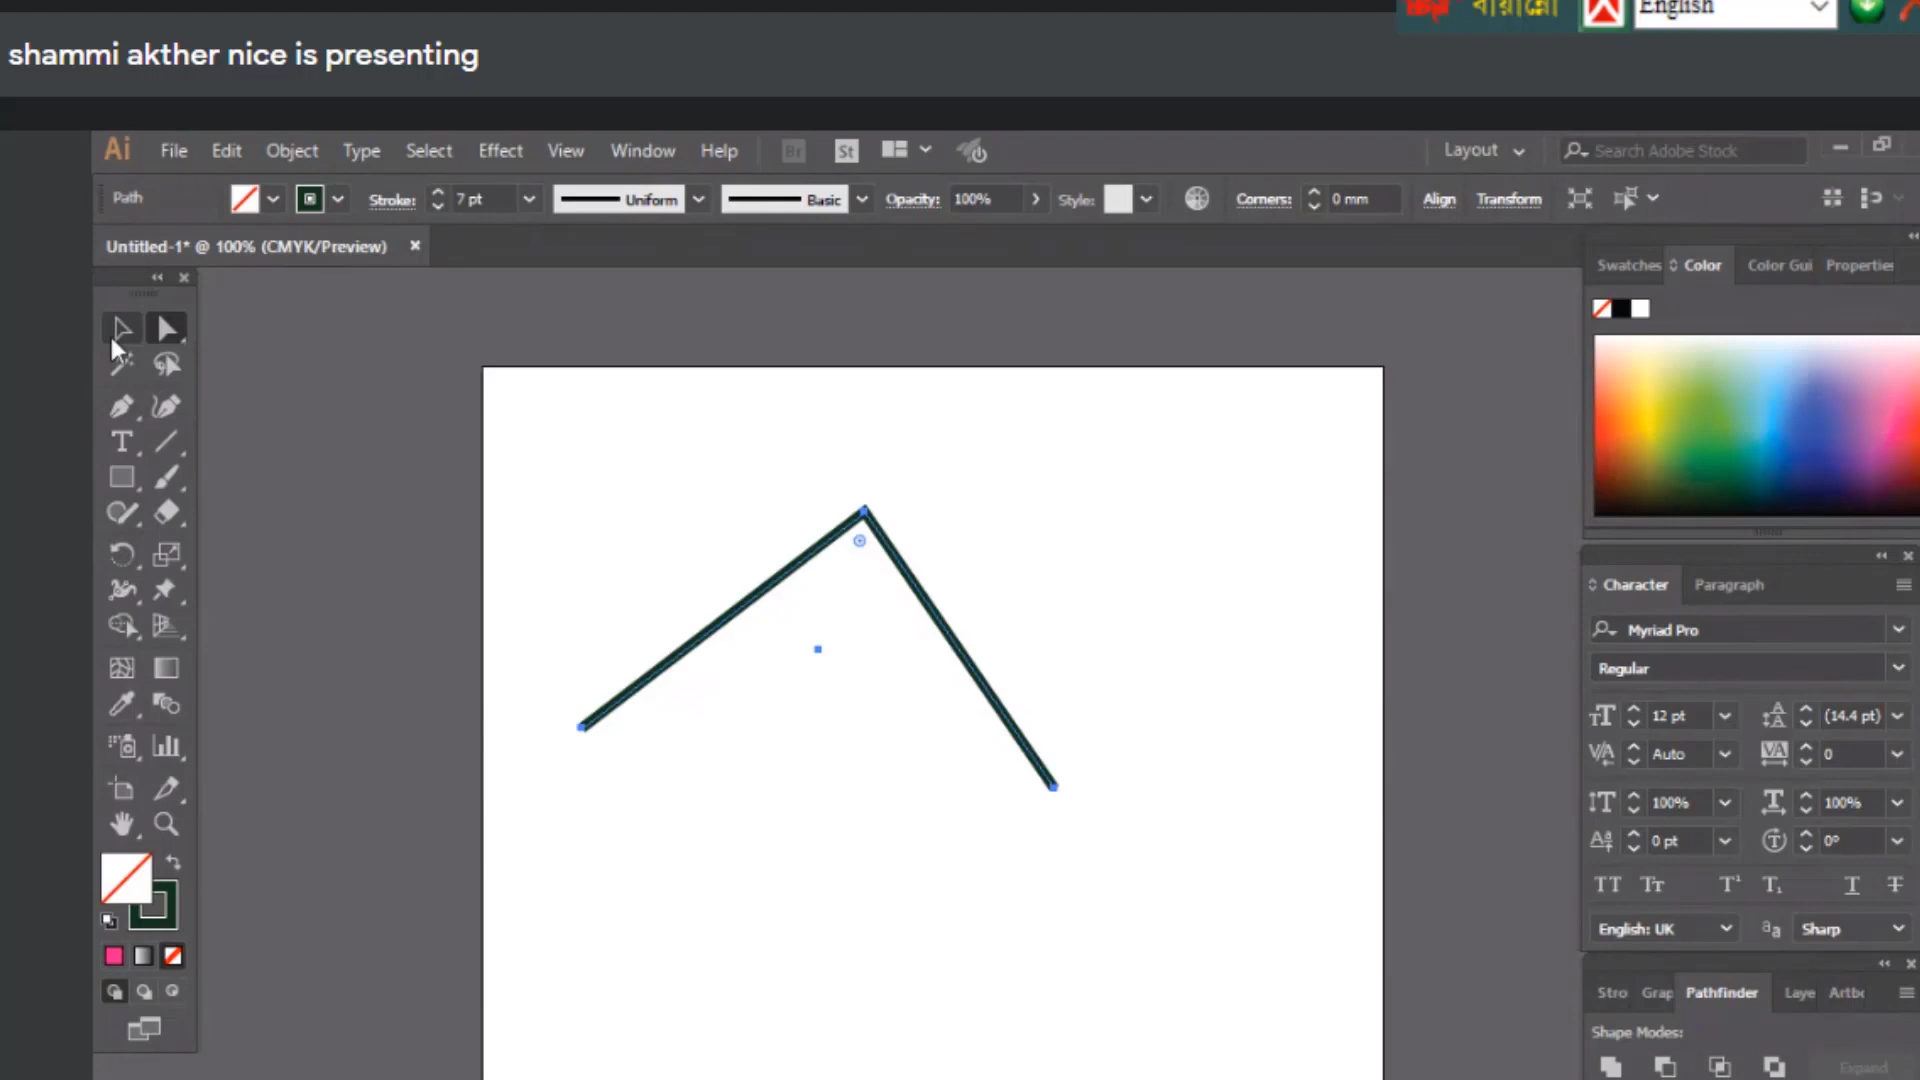 বায়ান্নো
English
shammi akther nice is presenting
Ai File Edit Object Type Select Effect View Window Help Br St Layout Search Adobe Stock
Path Stroke: 7 pt Uniform Basic Opacity: 100% Style: Corners: 0 mm Align Transform
Untitled-1* @ 100% (CMYK/Preview)
Swatches Color Color Gui Properties
Character Paragraph
Myriad Pro
Regular
12 pt (14.4 pt)
Auto 0
100% 100%
0 pt 0°
English: UK Sharp
Stro Grap Pathfinder Laye Artb
Shape Modes:
Expand